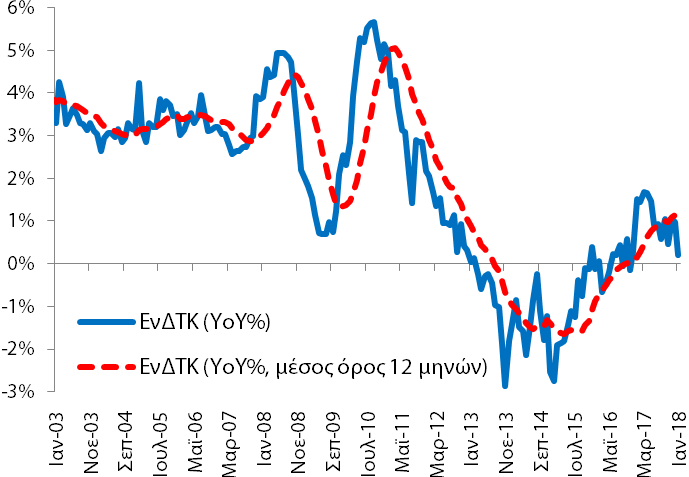 6%
5%
4%
3%
2%
1%
0%
-1%
-2%
-3%
ΕνΔΤΚ (YoY%)
ΕνΔΤΚ (YoY%, μέσος όρος 12 μηνών)
Ιαν-03
Νοε-03
Σεπ-04
Ιουλ-05
Μαϊ-06
Μαρ-07
Ιαν-08
Νοε-08
Σεπ-09
Ιουλ-10
Μαϊ-11
Μαρ-12
Ιαν-13
Νοε-13
Σεπ-14
Ιουλ-15
Μαϊ-16
Μαρ-17
Ιαν-18